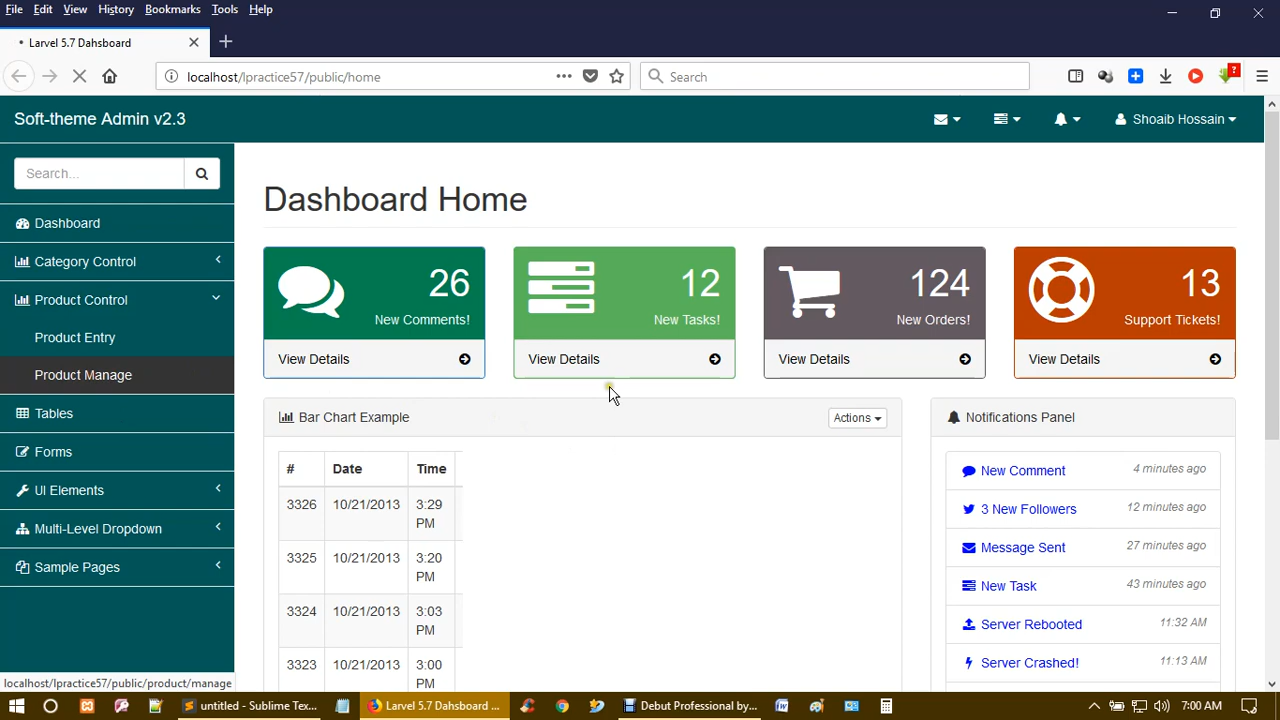 File Edit View History Bookmarks Tools Help
Larvel 5.7 Dahsboard
localhost/lpractice57/public/home
Search
?
Soft-theme Admin v2.3
Shoaib Hossain
Search...
Dashboard
Category Control
Product Control
Product Entry
Product Manage
Tables
Forms
UI Elements
Multi-Level Dropdown
Sample Pages
Dashboard Home
26
New Comments!
View Details
12
New Tasks!
View Details
124
New Orders!
View Details
13
Support Tickets!
View Details
Bar Chart Example
Actions
# Date Time
3326 10/21/2013 3:29 PM
3325 10/21/2013 3:20 PM
3324 10/21/2013 3:03 PM
3323 10/21/2013 3:00 PM
Notifications Panel
New Comment 4 minutes ago
3 New Followers 12 minutes ago
Message Sent 27 minutes ago
New Task 43 minutes ago
Server Rebooted 11:32 AM
Server Crashed! 11:13 AM
localhost/lpractice57/public/product/manage
untitled - Sublime Tex...
Larvel 5.7 Dahsboard ...
Debut Professional by...
7:00 AM